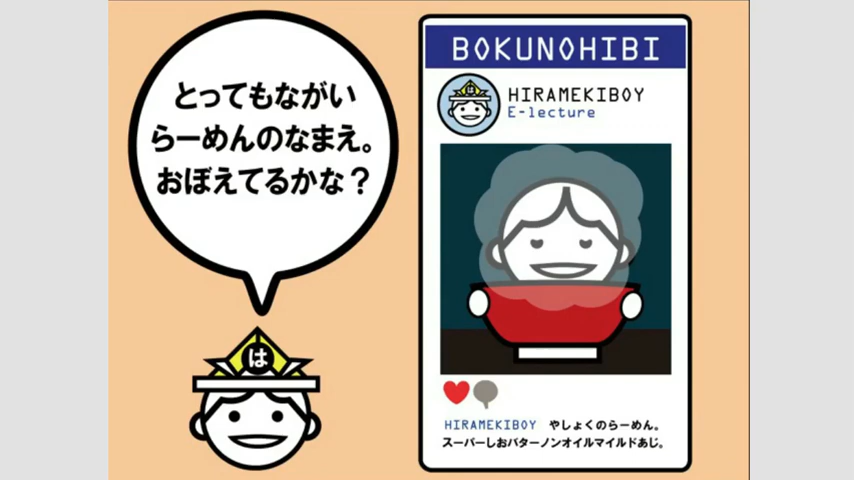 とってもながい
らーめんのなまえ。
おぼえてるかな？
は
BOKUNOHIBI
は
HIRAMEKIBOY
E-lecture
HIRAMEKIBOY やしょくのらーめん。
スーパーしおバターノンオイルマイルドあじ。